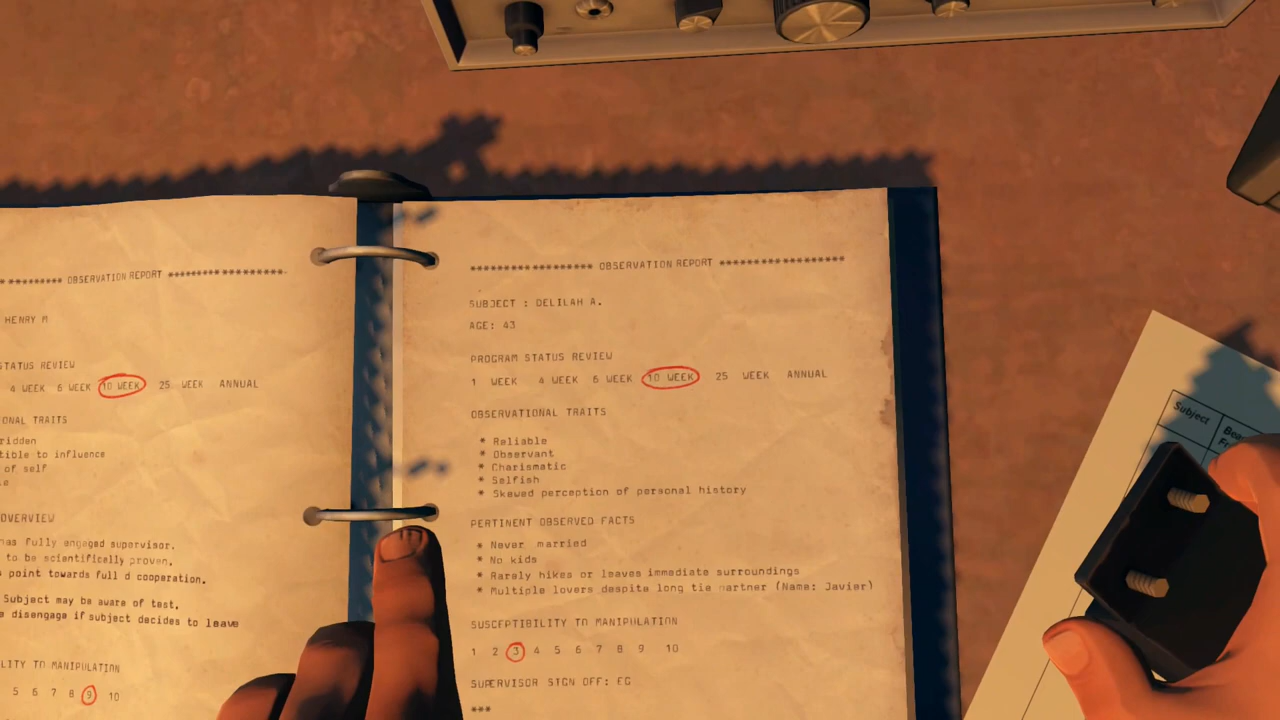 ******** OBSERVATION REPORT *****************
HENRY M
STATUS REVIEW
4 WEEK 6 WEEK 10 WEEK 25 WEEK ANNUAL
TRAITS
to influence
of self
OVERVIEW
fully engaged supervisor.
to be scientifically proven.
point towards full d cooperation.
Subject may be aware of test.
disengage if subject decides to leave
TO MANIPULATION
5 6 7 8 9 10
****************** OBSERVATION REPORT ******************
SUBJECT : DELILAH A.
AGE: 43
PROGRAM STATUS REVIEW
1 WEEK 4 WEEK 6 WEEK 10 WEEK 25 WEEK ANNUAL
OBSERVATIONAL TRAITS
* Reliable
* Observant
* Charismatic
* Selfish
* Skewed perception of personal history
PERTINENT OBSERVED FACTS
* Never married
* No kids
* Rarely hikes or leaves immediate surroundings
* Multiple lovers despite long tie partner (Name: Javier)
SUSCEPTIBILITY TO MANIPULATION
1 2 3 4 5 6 7 8 9 10
SUPERVISOR SIGN OFF: EG
***
Subject